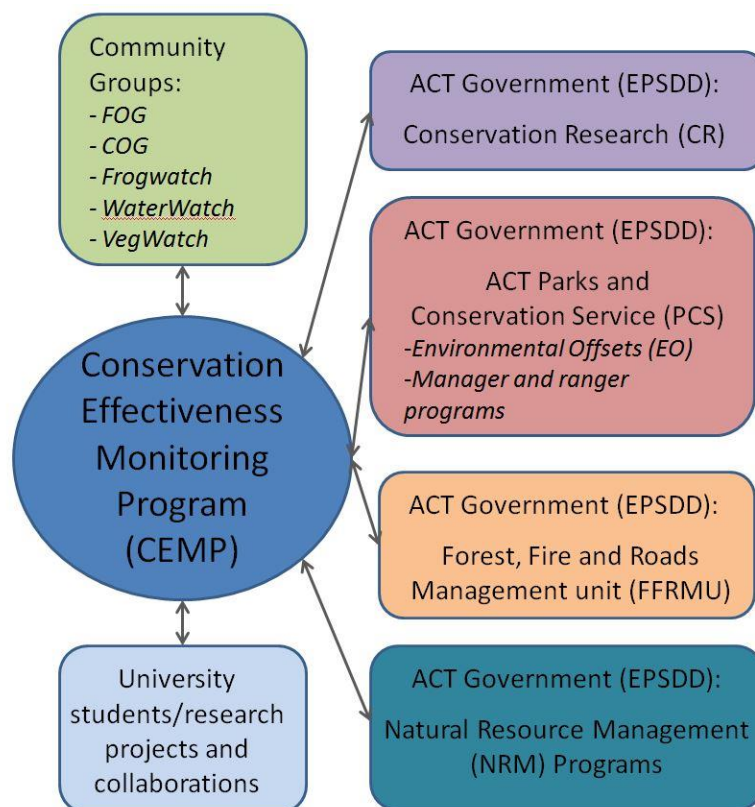 Community
Groups:
- FOG
- COG
- Frogwatch
- WaterWatch
- VegWatch
ACT Government (EPSDD):
Conservation Research (CR)
ACT Government (EPSDD):
ACT Parks and
Conservation Service (PCS)
-Environmental Offsets (EO)
-Manager and ranger
programs
Conservation
Effectiveness
Monitoring
Program
(CEMP)
ACT Government (EPSDD):
Forest, Fire and Roads
Management unit (FFRMU)
University
students/research
projects and
collaborations
ACT Government (EPSDD):
Natural Resource Management
(NRM) Programs